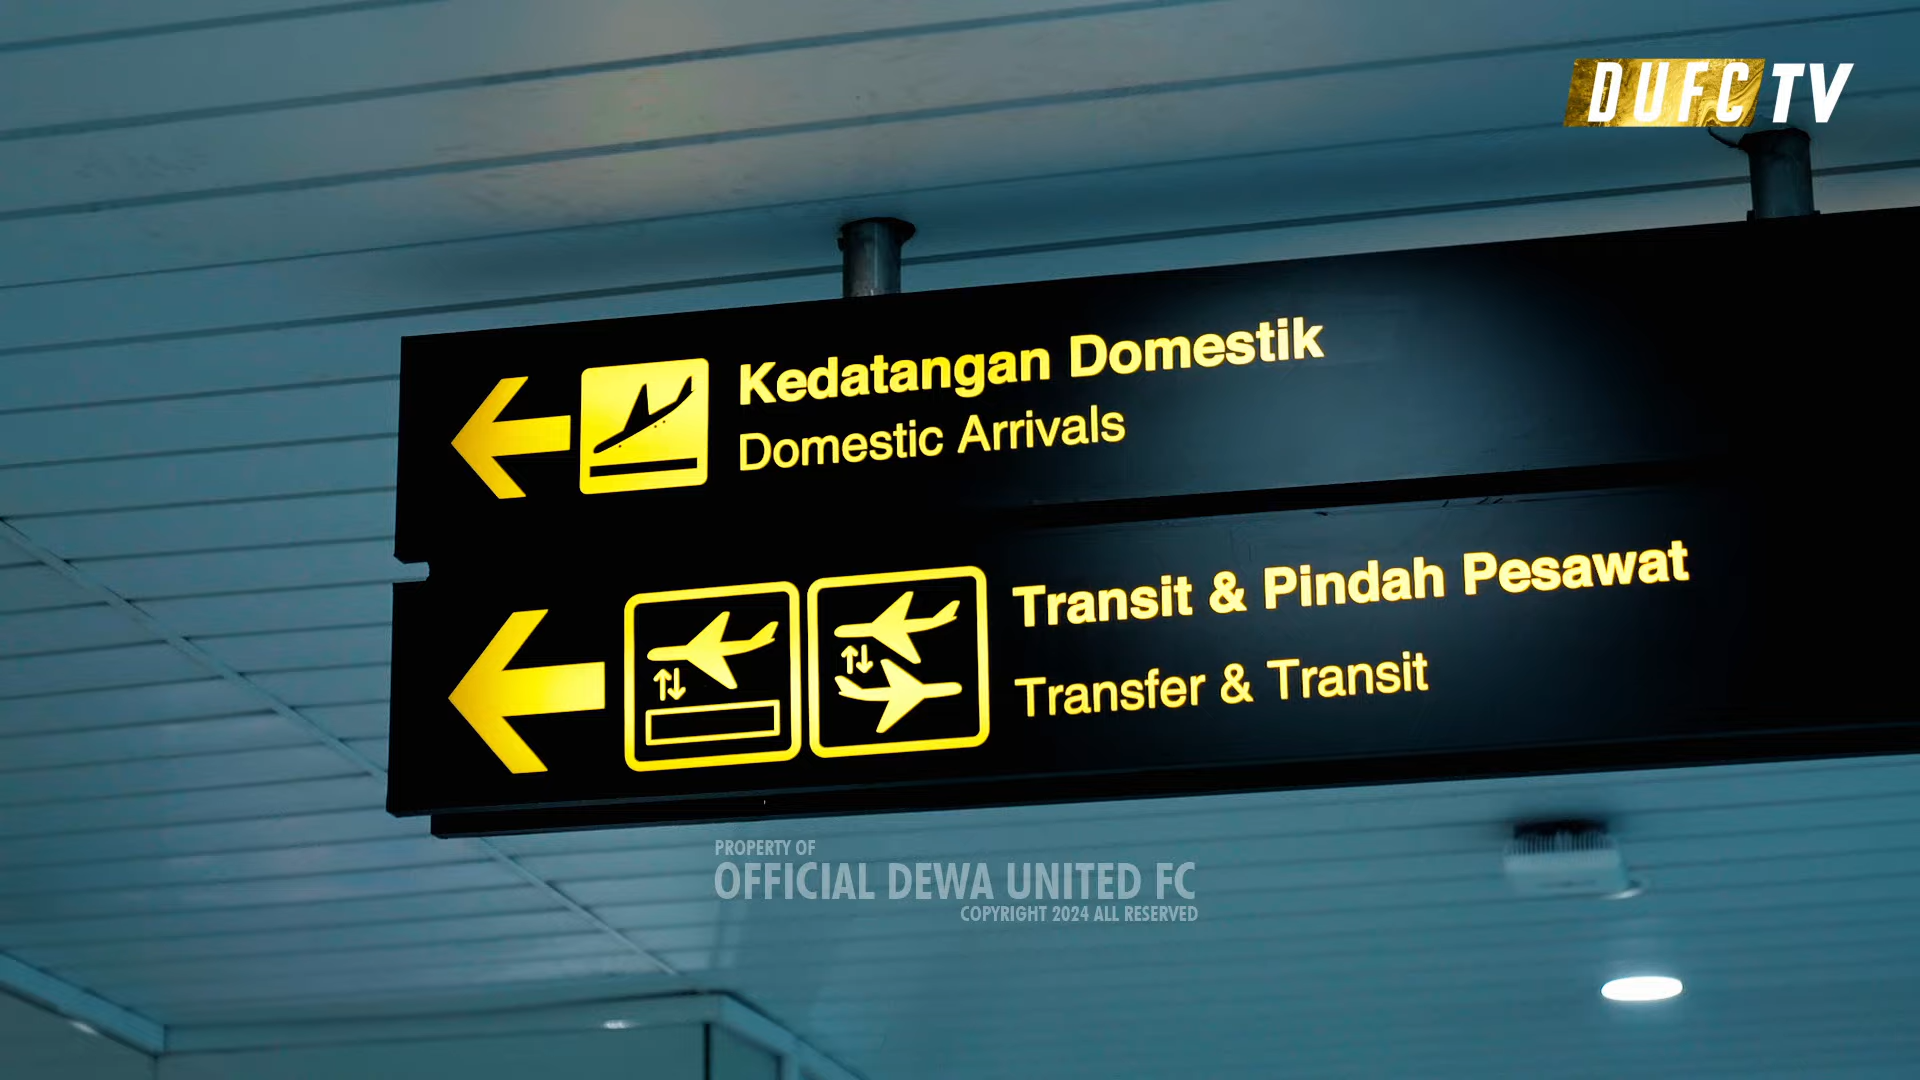 DUFC TV
Kedatangan Domestik
Domestic Arrivals
Transit & Pindah Pesawat
Transfer & Transit
PROPERTY OF
OFFICIAL DEWA UNITED FC
COPYRIGHT 2024 ALL RESERVED